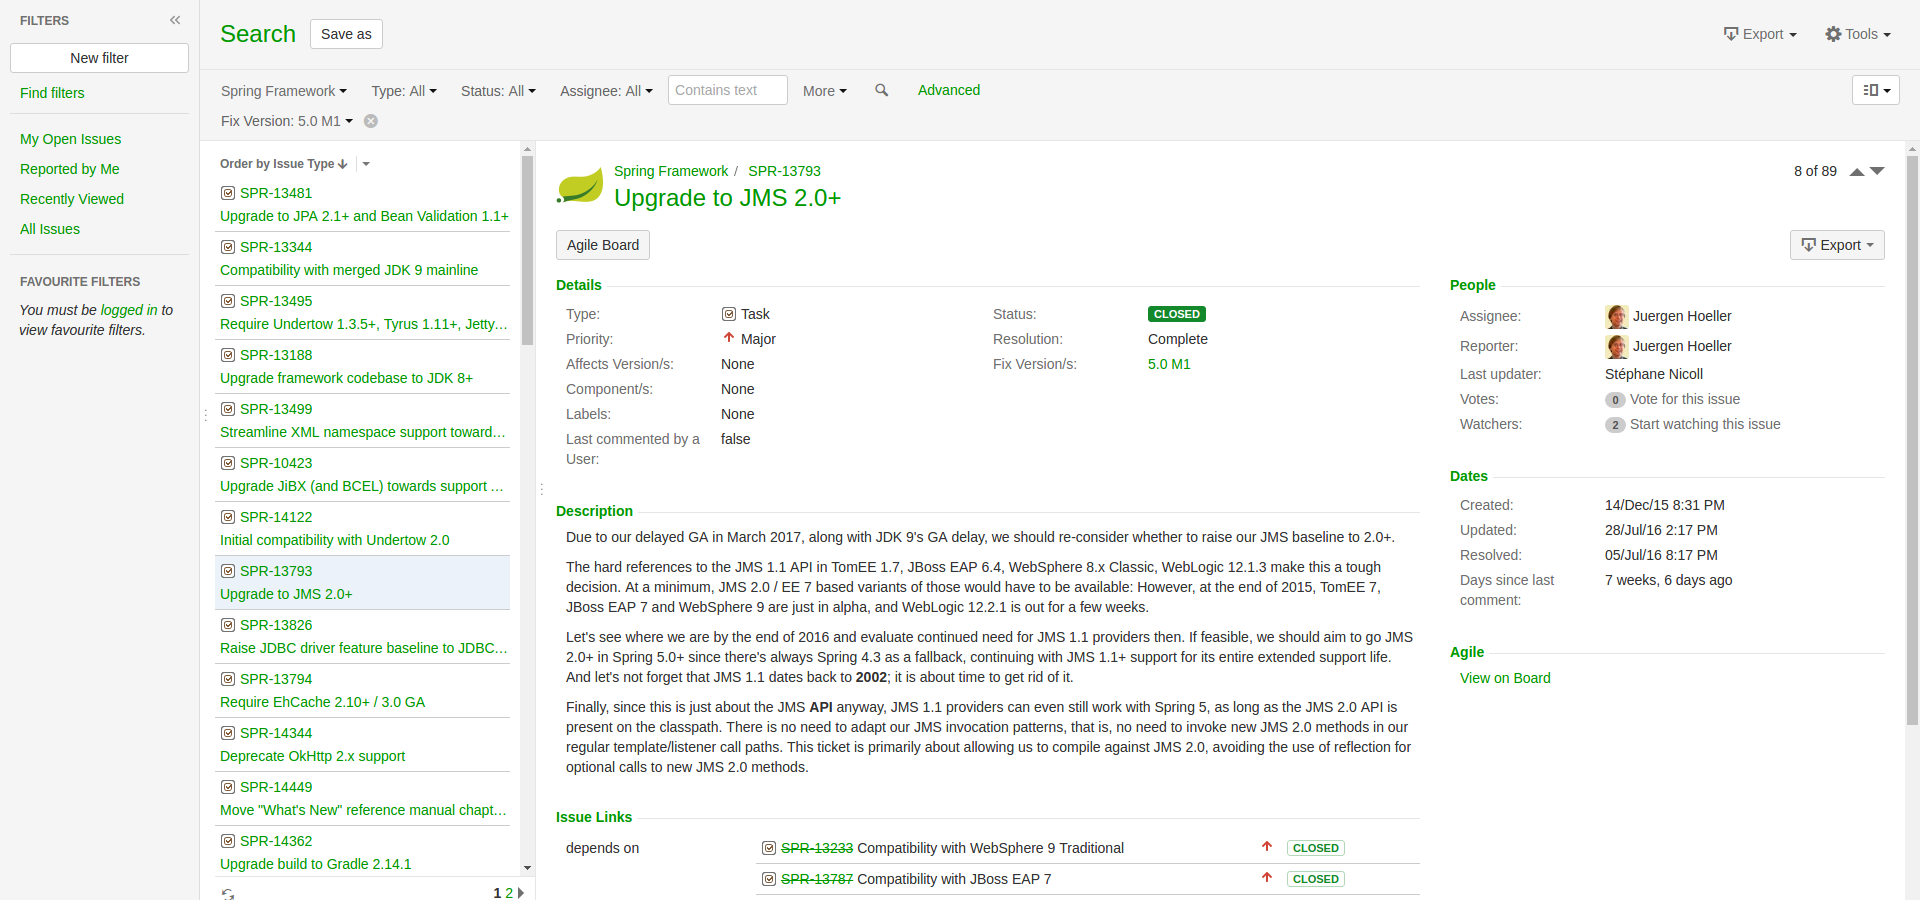 FILTERS
New filter
Find filters
My Open Issues
Reported by Me
Recently Viewed
All Issues
FAVOURITE FILTERS
You must be logged in to
view favourite filters.
Search
Save as
Export
Tools
Spring Framework
Type: All
Status: All
Assignee: All
Contains text
More
Advanced
Fix Version: 5.0 M1
Order by Issue Type
SPR-13481
Upgrade to JPA 2.1+ and Bean Validation 1.1+
SPR-13344
Compatibility with merged JDK 9 mainline
SPR-13495
Require Undertow 1.3.5+, Tyrus 1.11+, Jetty…
SPR-13188
Upgrade framework codebase to JDK 8+
SPR-13499
Streamline XML namespace support toward…
SPR-10423
Upgrade JiBX (and BCEL) towards support …
SPR-14122
Initial compatibility with Undertow 2.0
SPR-13793
Upgrade to JMS 2.0+
SPR-13826
Raise JDBC driver feature baseline to JDBC…
SPR-13794
Require EhCache 2.10+ / 3.0 GA
SPR-14344
Deprecate OkHttp 2.x support
SPR-14449
Move "What's New" reference manual chapt…
SPR-14362
Upgrade build to Gradle 2.14.1
1 2
Spring Framework / SPR-13793
Upgrade to JMS 2.0+
8 of 89
Agile Board
Export
Details
Type: Task
Status: CLOSED
Priority: Major
Resolution: Complete
Affects Version/s: None
Fix Version/s: 5.0 M1
Component/s: None
Labels: None
Last commented by a false
User:
Description
Due to our delayed GA in March 2017, along with JDK 9's GA delay, we should re-consider whether to raise our JMS baseline to 2.0+.
The hard references to the JMS 1.1 API in TomEE 1.7, JBoss EAP 6.4, WebSphere 8.x Classic, WebLogic 12.1.3 make this a tough
decision. At a minimum, JMS 2.0 / EE 7 based variants of those would have to be available: However, at the end of 2015, TomEE 7,
JBoss EAP 7 and WebSphere 9 are just in alpha, and WebLogic 12.2.1 is out for a few weeks.
Let's see where we are by the end of 2016 and evaluate continued need for JMS 1.1 providers then. If feasible, we should aim to go JMS
2.0+ in Spring 5.0+ since there's always Spring 4.3 as a fallback, continuing with JMS 1.1+ support for its entire extended support life.
And let's not forget that JMS 1.1 dates back to 2002; it is about time to get rid of it.
Finally, since this is just about the JMS API anyway, JMS 1.1 providers can even still work with Spring 5, as long as the JMS 2.0 API is
present on the classpath. There is no need to adapt our JMS invocation patterns, that is, no need to invoke new JMS 2.0 methods in our
regular template/listener call paths. This ticket is primarily about allowing us to compile against JMS 2.0, avoiding the use of reflection for
optional calls to new JMS 2.0 methods.
Issue Links
depends on
SPR-13233 Compatibility with WebSphere 9 Traditional CLOSED
SPR-13787 Compatibility with JBoss EAP 7 CLOSED
People
Assignee: Juergen Hoeller
Reporter: Juergen Hoeller
Last updater: Stéphane Nicoll
Votes: 0 Vote for this issue
Watchers: 2 Start watching this issue
Dates
Created: 14/Dec/15 8:31 PM
Updated: 28/Jul/16 2:17 PM
Resolved: 05/Jul/16 8:17 PM
Days since last 7 weeks, 6 days ago
comment:
Agile
View on Board